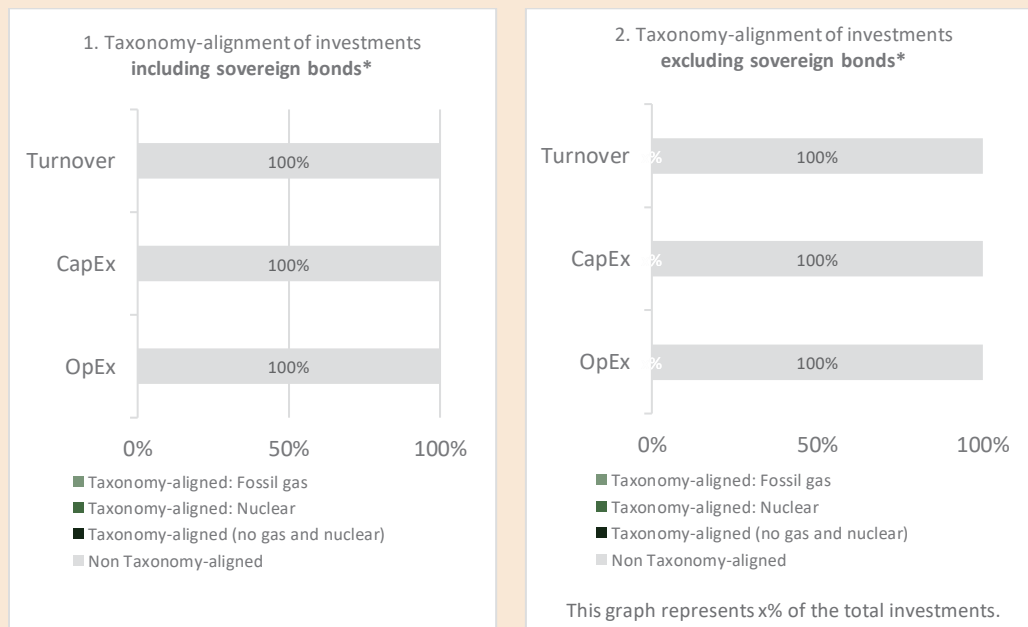 1. Taxonomy-alignment of investments
including sovereign bonds*
Turnover
100%
CapEx
100%
OpEx
100%
0%
50%
100%
Taxonomy-aligned: Fossil gas
Taxonomy-aligned: Nuclear
Taxonomy-aligned (no gas and nuclear)
Non Taxonomy-aligned
2. Taxonomy-alignment of investments
excluding sovereign bonds*
Turnover
%
100%
CapEx
%
100%
OpEx
%
100%
0%
50%
100%
Taxonomy-aligned: Fossil gas
Taxonomy-aligned: Nuclear
Taxonomy-aligned (no gas and nuclear)
Non Taxonomy-aligned
This graph represents x% of the total investments.